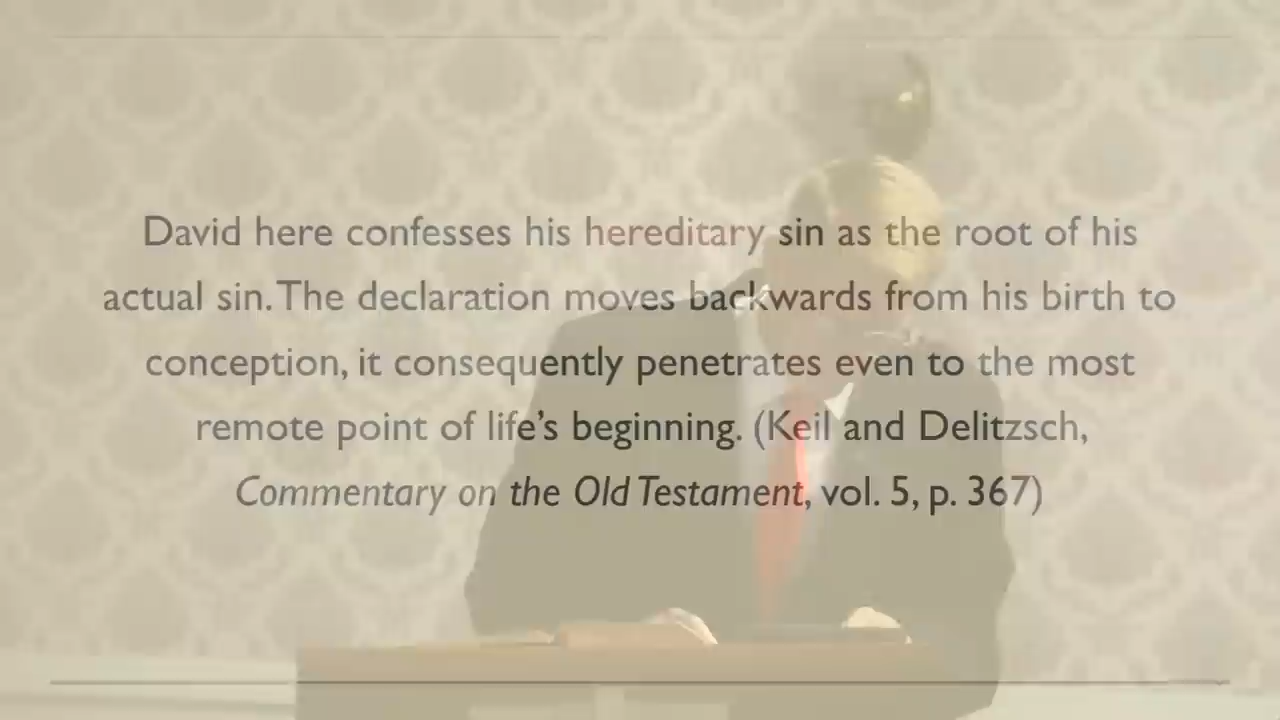 David here confesses his hereditary sin as the root of his
actual sin. The declaration moves backwards from his birth to
conception, it consequently penetrates even to the most
remote point of life’s beginning. (Keil and Delitzsch,
Commentary on the Old Testament, vol. 5, p. 367)